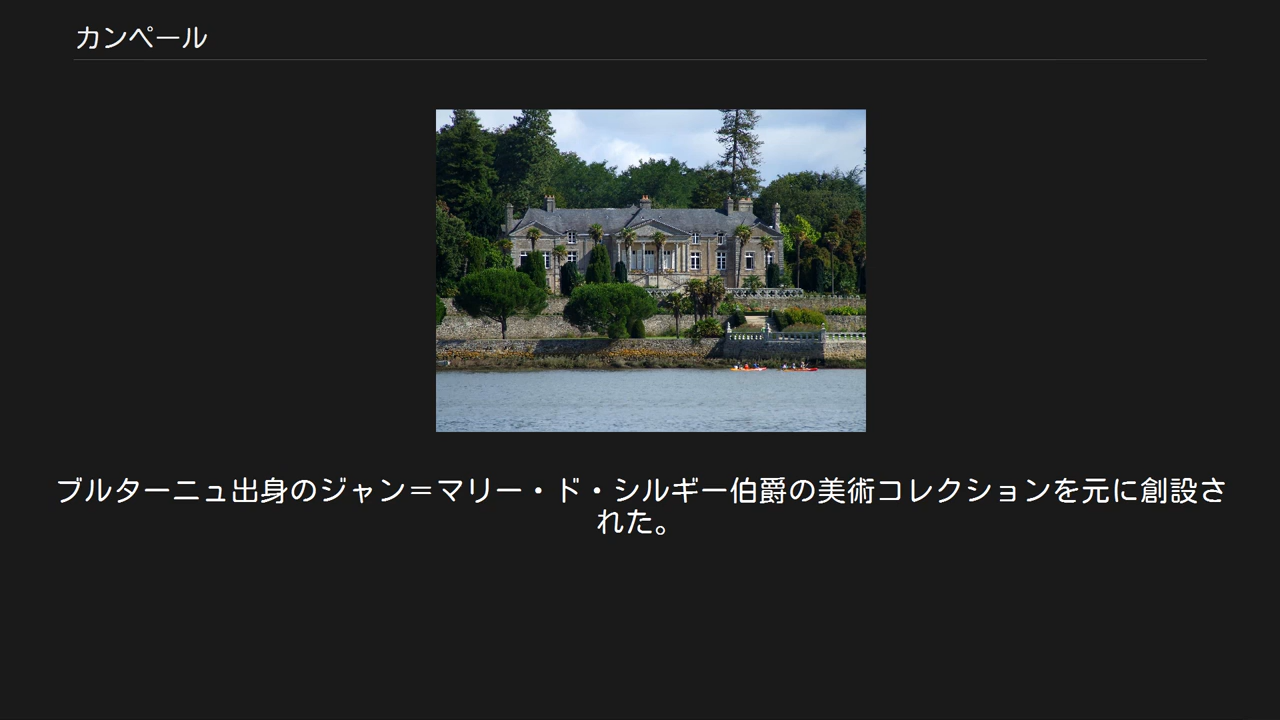 カンペール
ブルターニュ出身のジャン＝マリー・ド・シルギー伯爵の美術コレクションを元に創設さ
れた。